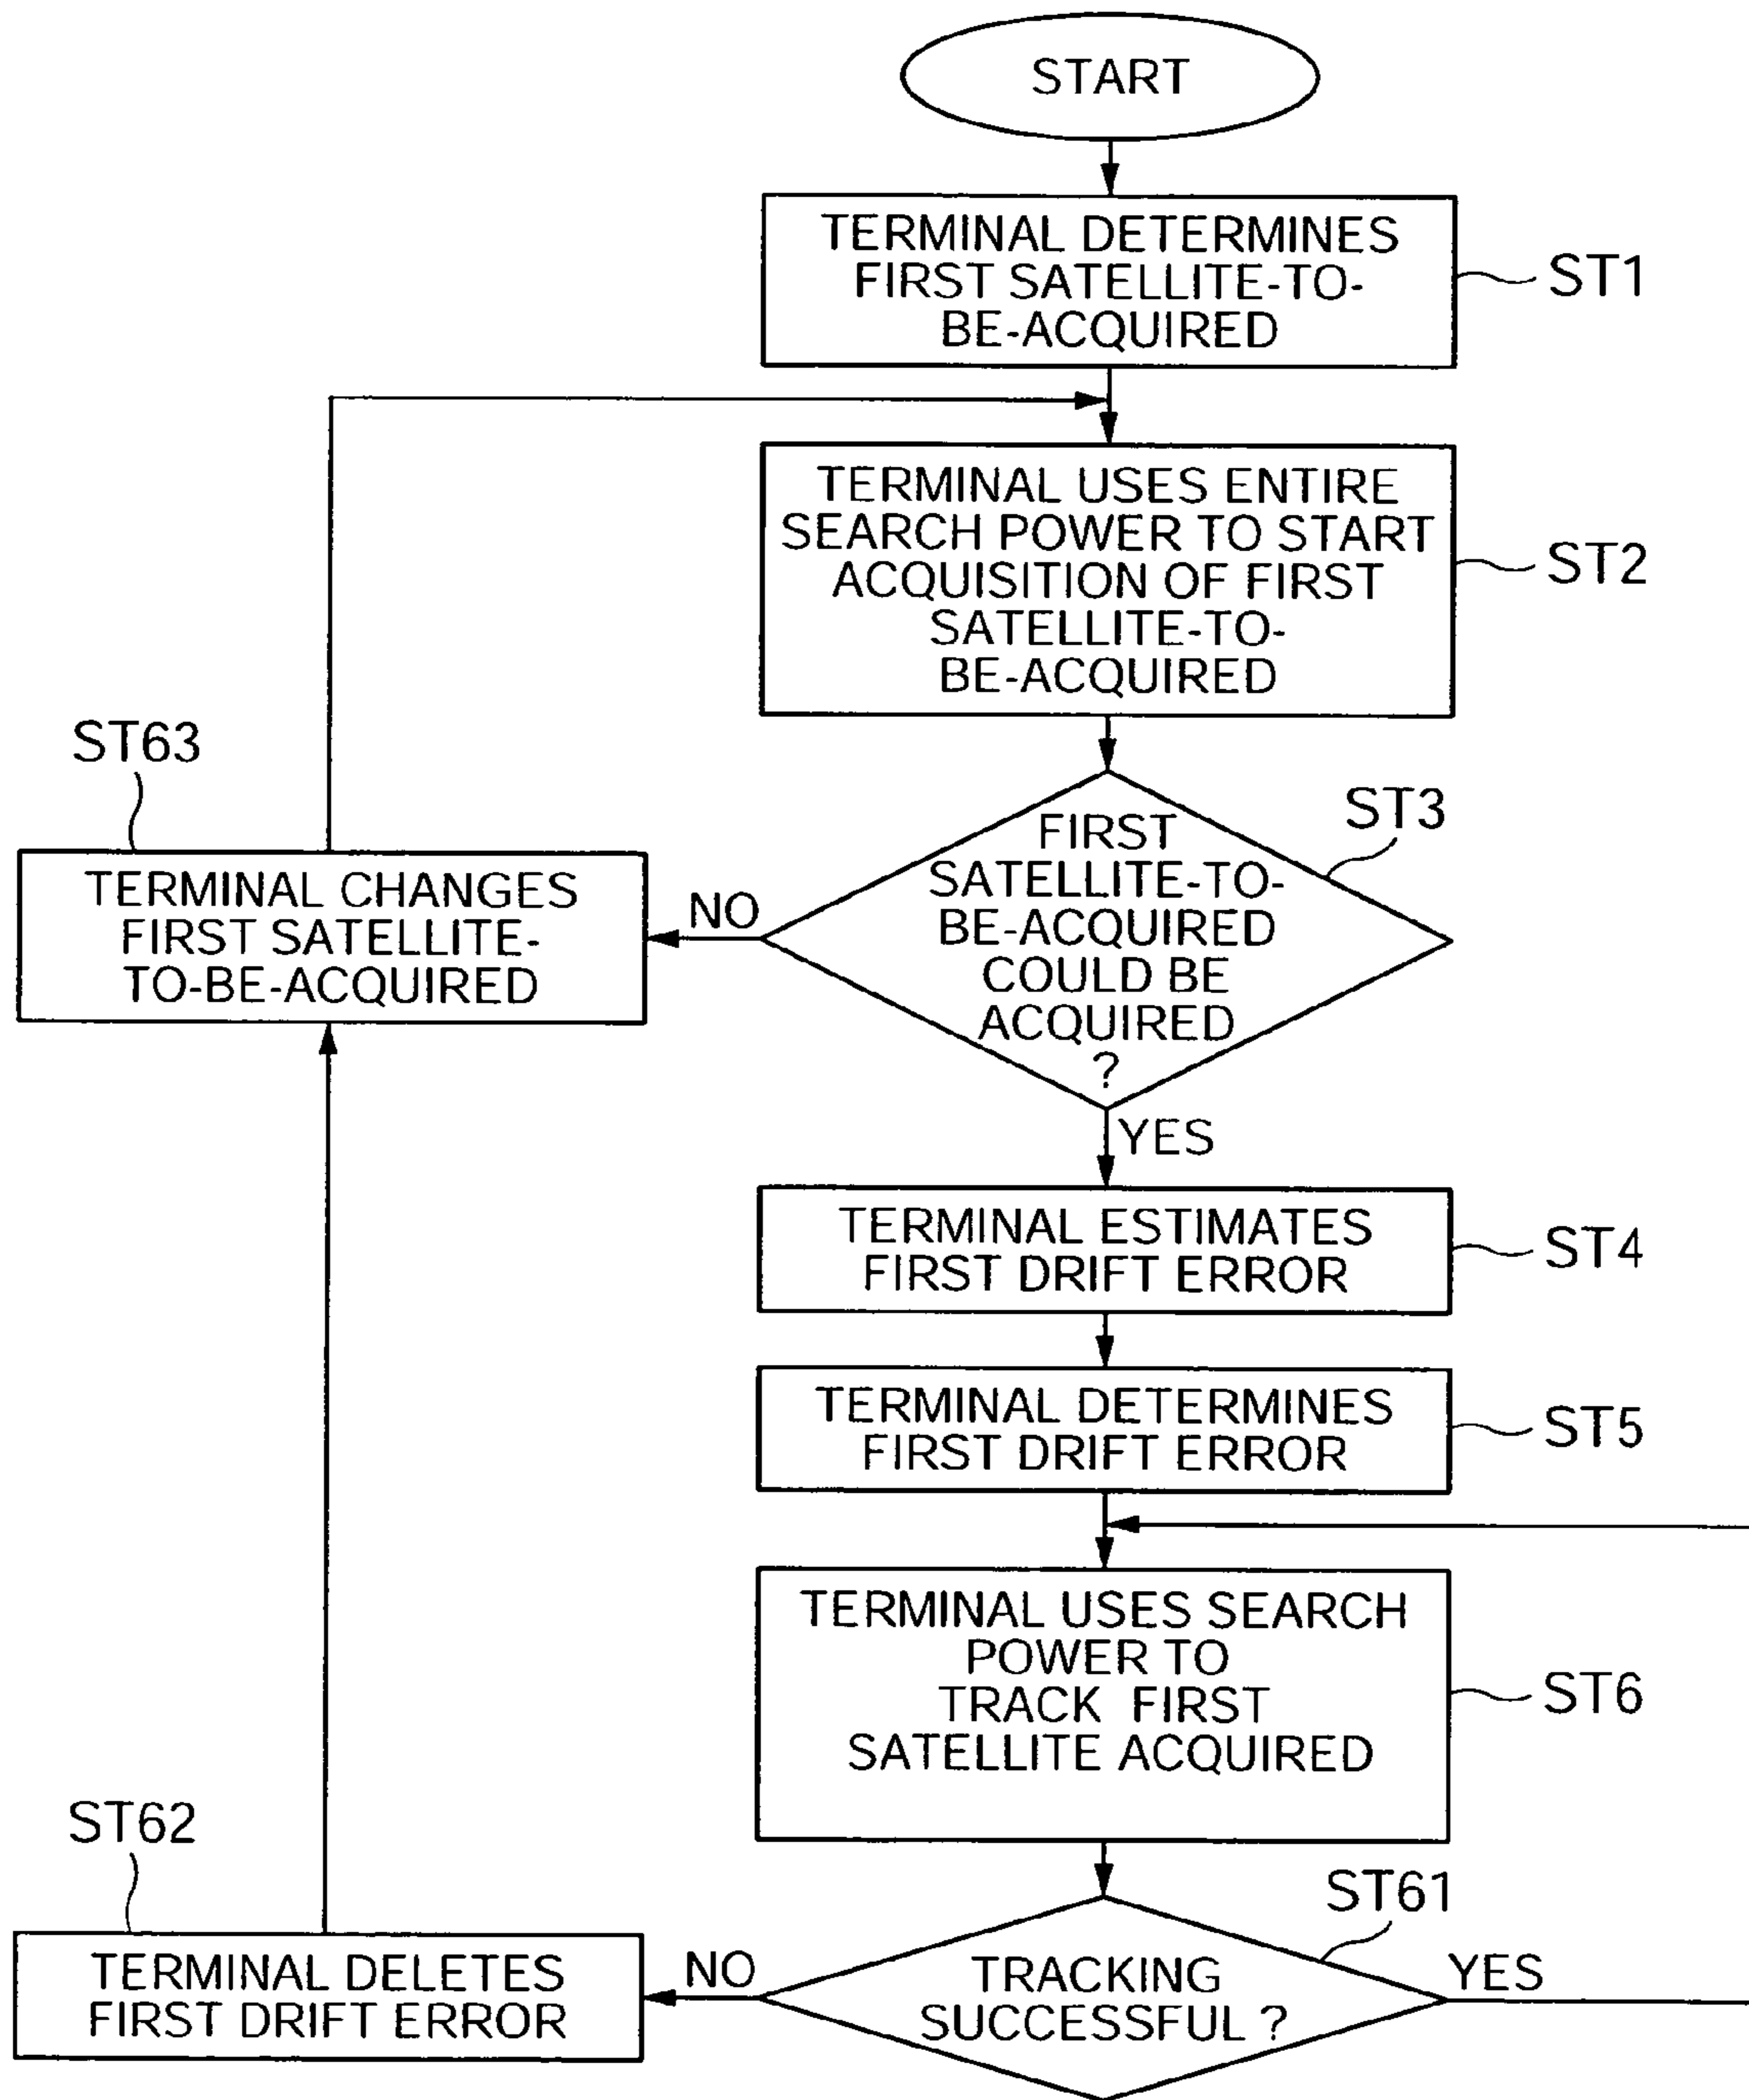 START
TERMINAL DETERMINES
FIRST SATELLITE-TO-
BE-ACQUIRED
ST1
TERMINAL USES ENTIRE
SEARCH POWER TO START
ACQUISITION OF FIRST
SATELLITE-TO-
BE-ACQUIRED
ST2
ST63
TERMINAL CHANGES
FIRST SATELLITE-
TO-BE-ACQUIRED
NO
FIRST
SATELLITE-TO-
BE-ACQUIRED
COULD BE
ACQUIRED
?
ST3
YES
TERMINAL ESTIMATES
FIRST DRIFT ERROR
ST4
TERMINAL DETERMINES
FIRST DRIFT ERROR
ST5
TERMINAL USES SEARCH
POWER TO
TRACK FIRST
SATELLITE ACQUIRED
ST6
ST62
TERMINAL DELETES
FIRST DRIFT ERROR
NO
TRACKING
SUCCESSFUL ?
ST61
YES